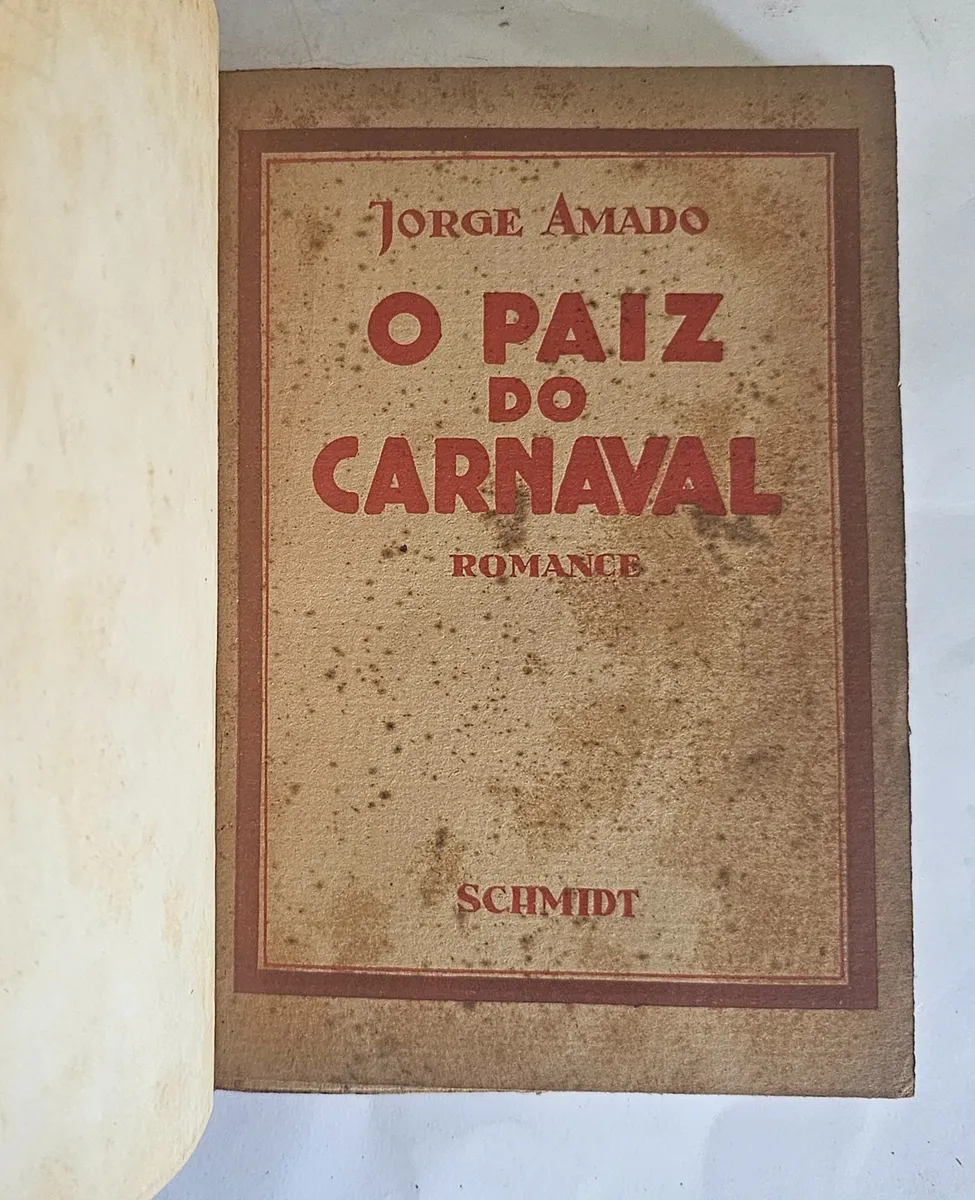 JORGE AMADO
O PAIZ
DO
CARNAVAL
ROMANCE
SCHMIDT